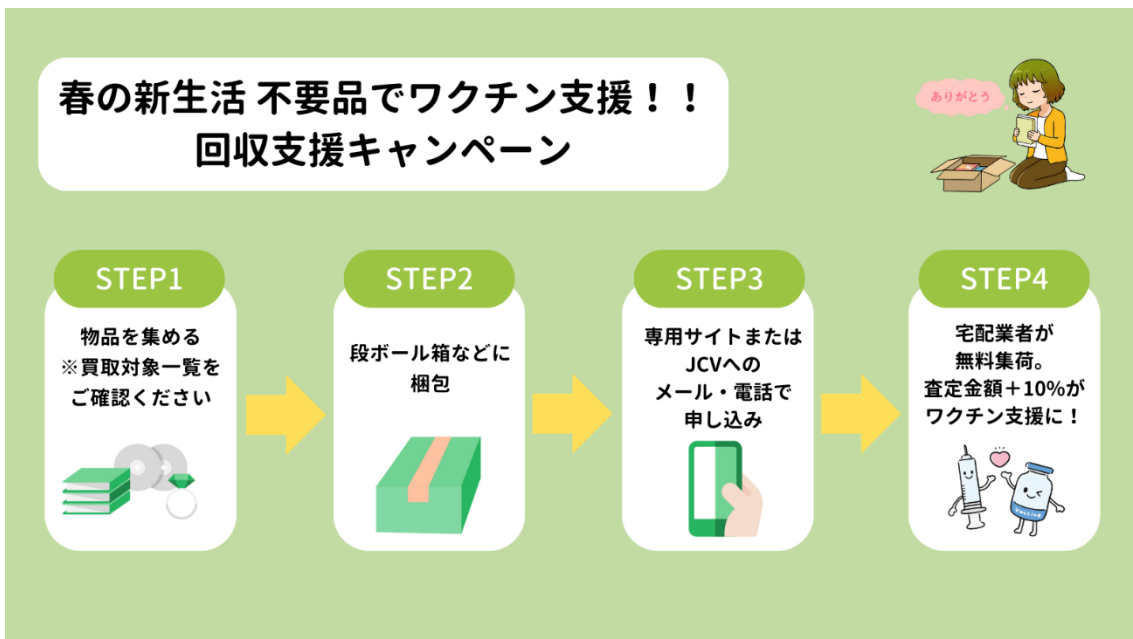 春の新生活 不要品でワクチン支援！！
回収支援キャンペーン
ありがとう
STEP1
物品を集める
※買取対象一覧を
ご確認ください
STEP2
段ボール箱などに
梱包
STEP3
専用サイトまたは
JCVへの
メール・電話で
申し込み
STEP4
宅配業者が
無料集荷。
査定金額＋10%が
ワクチン支援に！
Vaccine